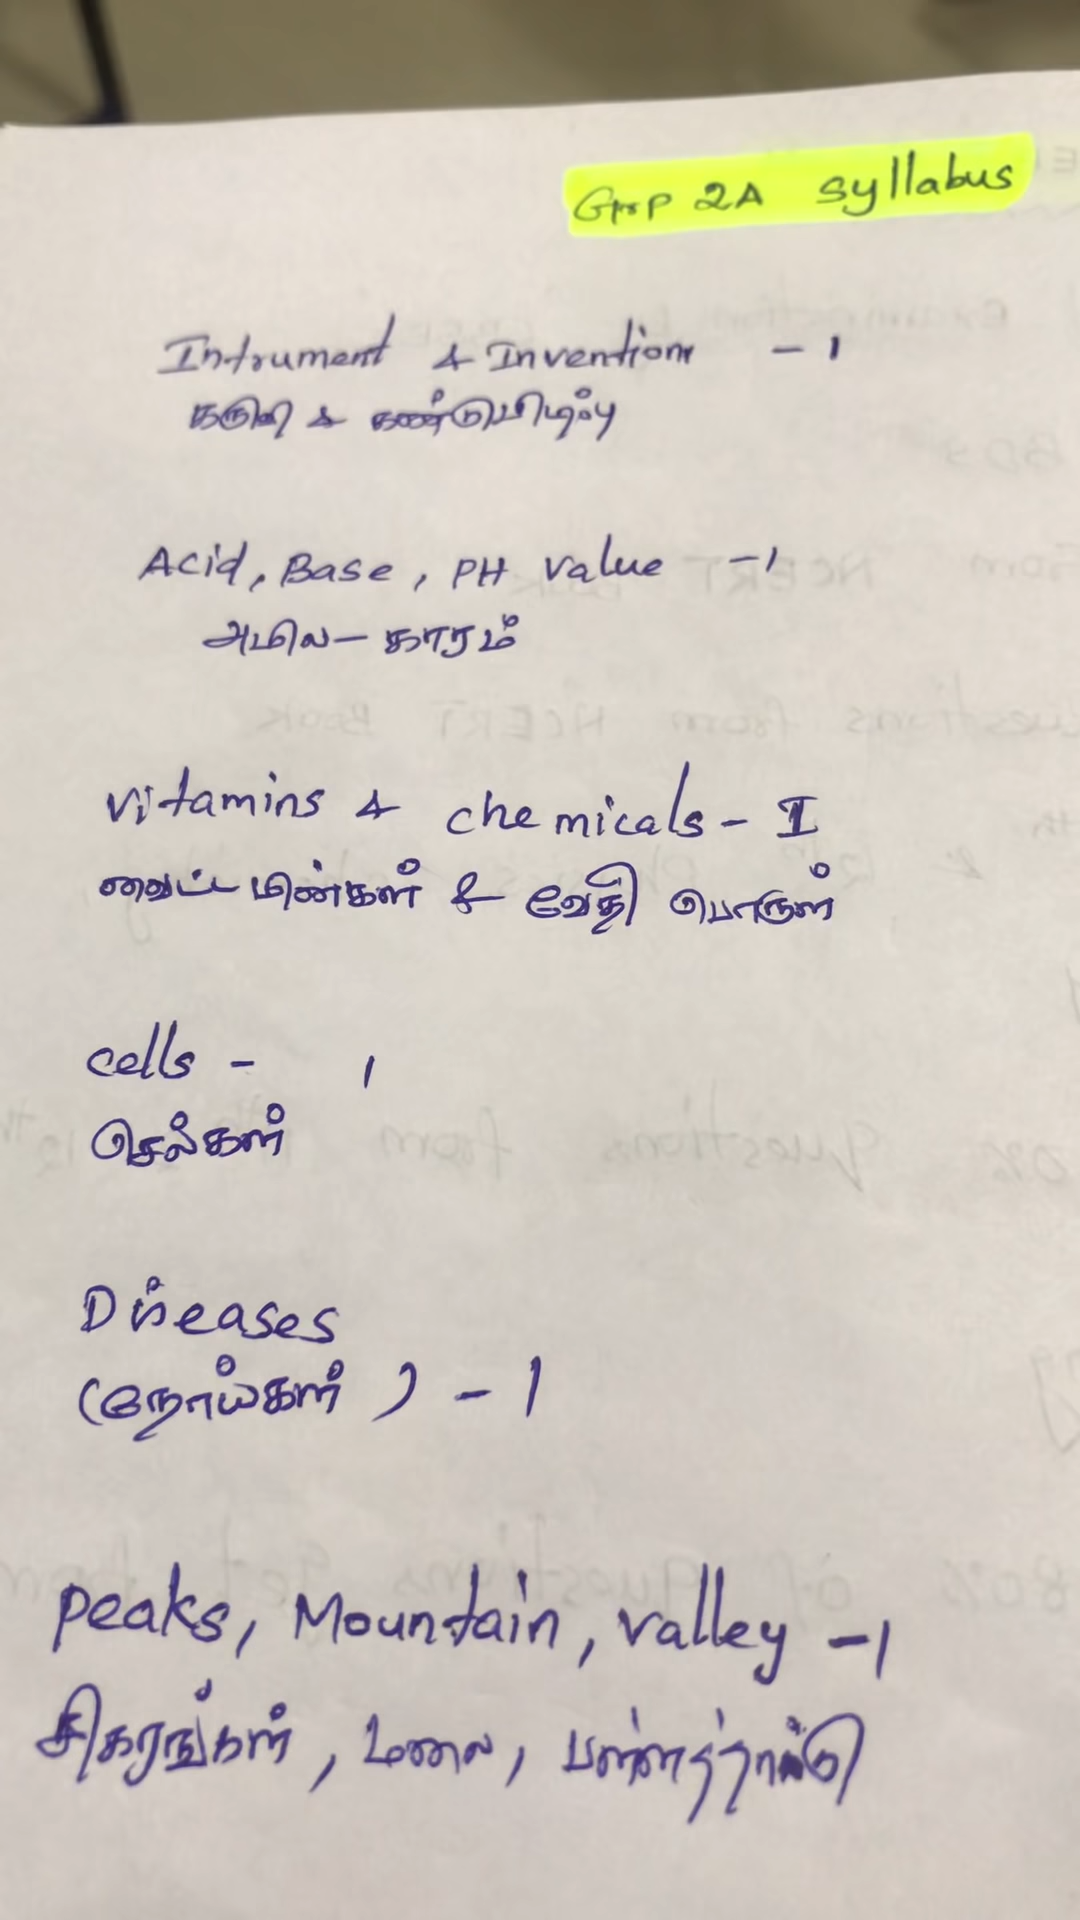 Grp 2A syllabus
Intrument & Inventions - 1
கருவி & கண்டுபிடிப்பு
Acid, Base, PH value - 1
அமில – காரம்
vitamins & chemicals - I
வைட்டமின்கள் & வேதி பொருள்
cells - 1
செல்கள்
Diseases
(நோய்கள்) - 1
Peaks, Mountain, valley - 1
சிகரங்கள், மலை, பள்ளத்தாக்கு